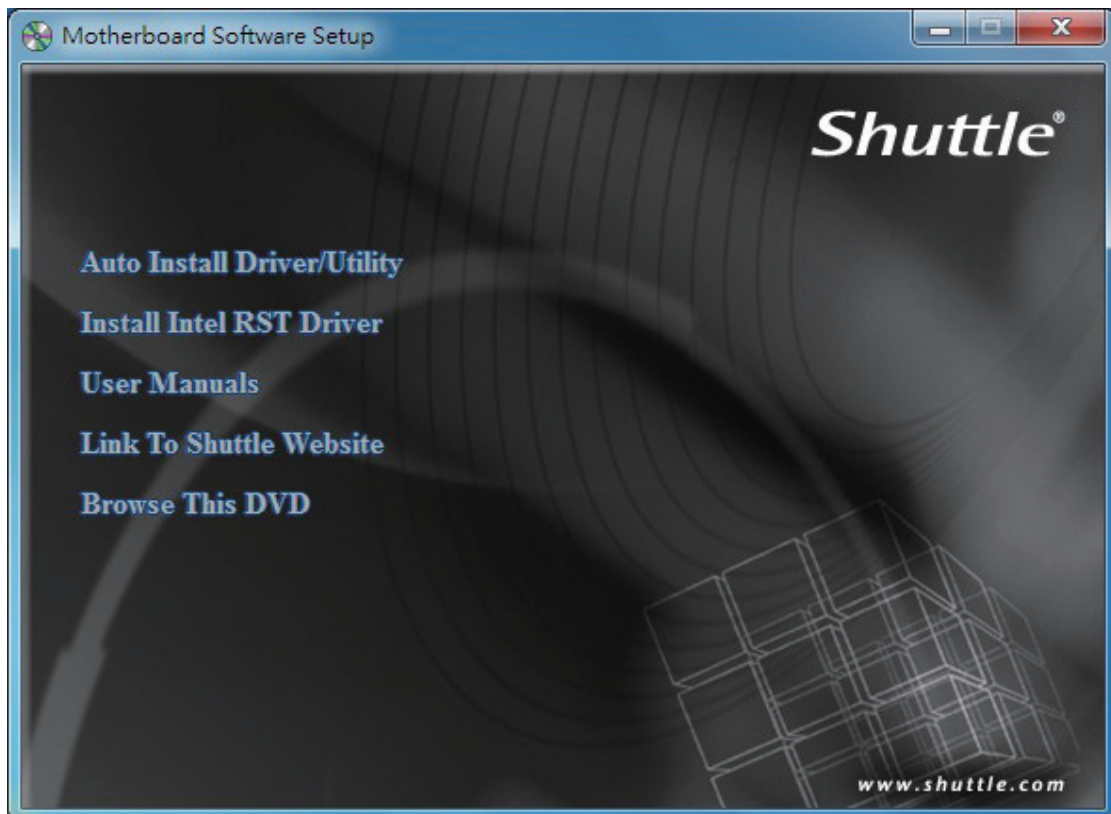 Motherboard Software Setup
Shuttle®
Auto Install Driver/Utility
Install Intel RST Driver
User Manuals
Link To Shuttle Website
Browse This DVD
www.shuttle.com